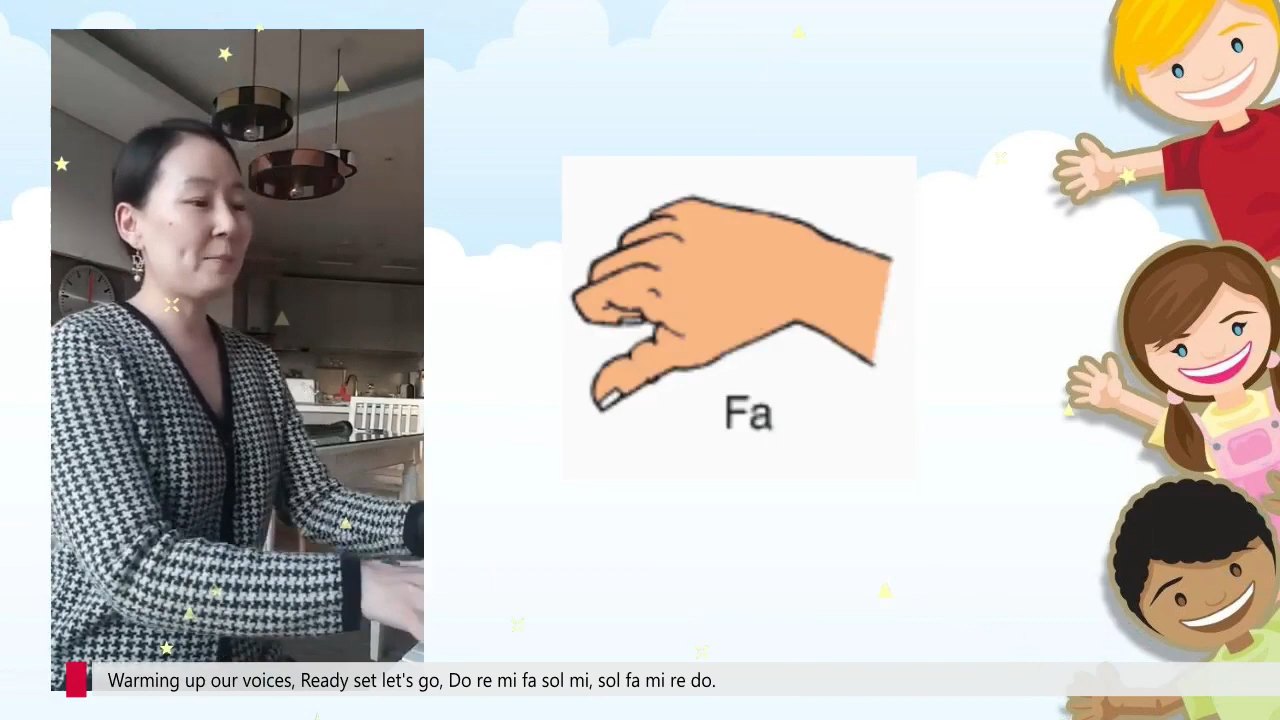 Fa
Warming up our voices, Ready set let's go, Do re mi fa sol mi, sol fa mi re do.